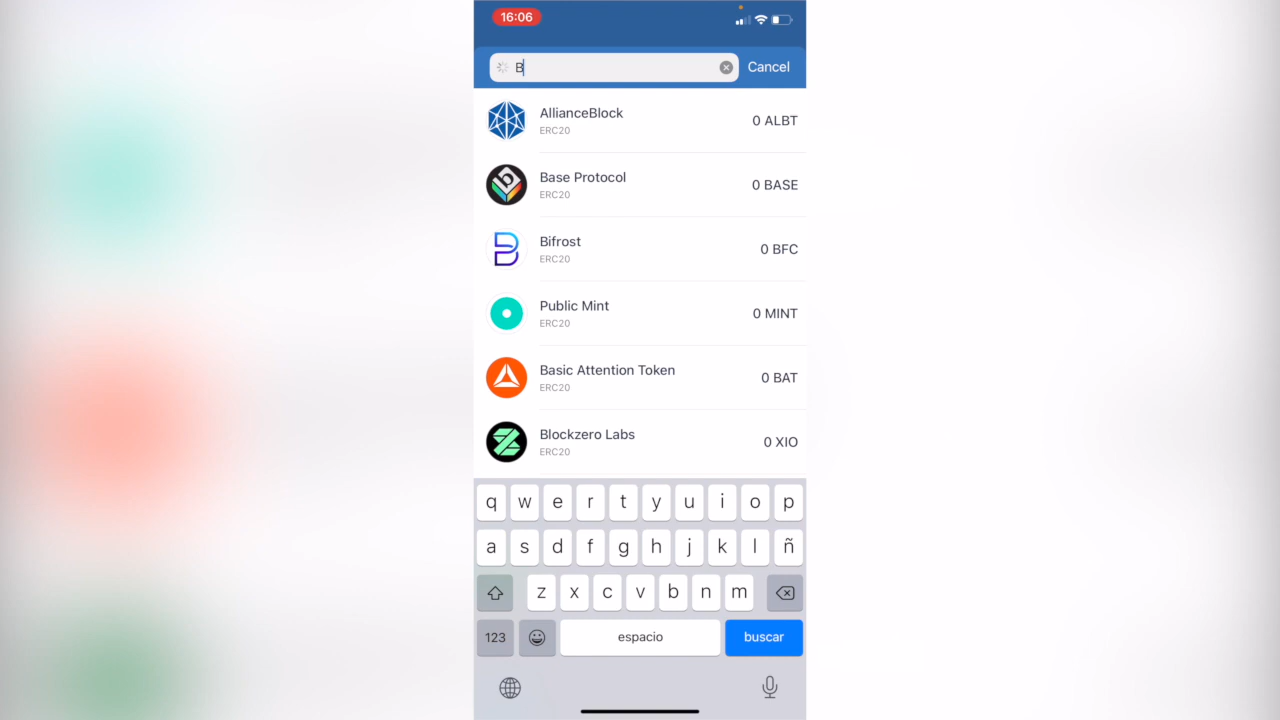 16:06
B
Cancel
AllianceBlock
ERC20
0 ALBT
Base Protocol
ERC20
0 BASE
Bifrost
ERC20
0 BFC
Public Mint
ERC20
0 MINT
Basic Attention Token
ERC20
0 BAT
Blockzero Labs
ERC20
0 XIO
q w e r t y u i o p
a s d f g h j k l ñ
z x c v b n m
123 espacio buscar